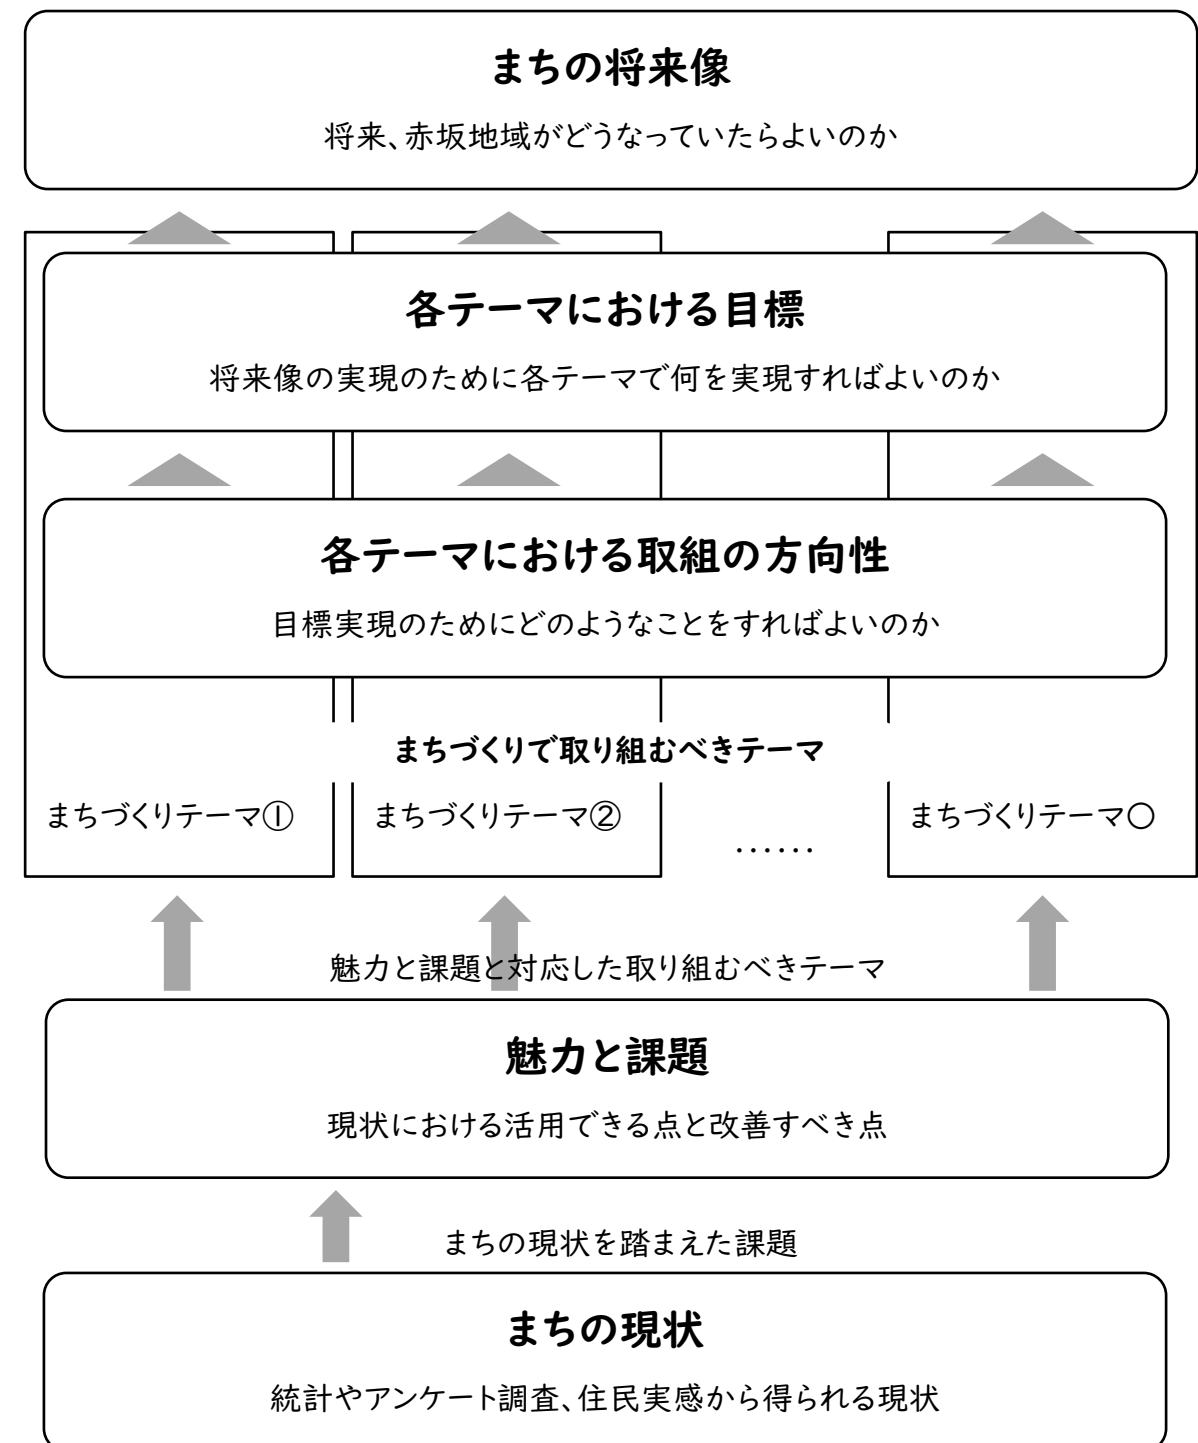 まちの将来像
将来、赤坂地域がどうなっていたらよいのか
各テーマにおける目標
将来像の実現のために各テーマで何を実現すればよいのか
各テーマにおける取組の方向性
目標実現のためにどのようなことをすればよいのか
まちづくりで取り組むべきテーマ
まちづくりテーマ①
まちづくりテーマ②
……
まちづくりテーマ〇
魅力と課題と対応した取り組むべきテーマ
魅力と課題
現状における活用できる点と改善すべき点
まちの現状を踏まえた課題
まちの現状
統計やアンケート調査、住民実感から得られる現状